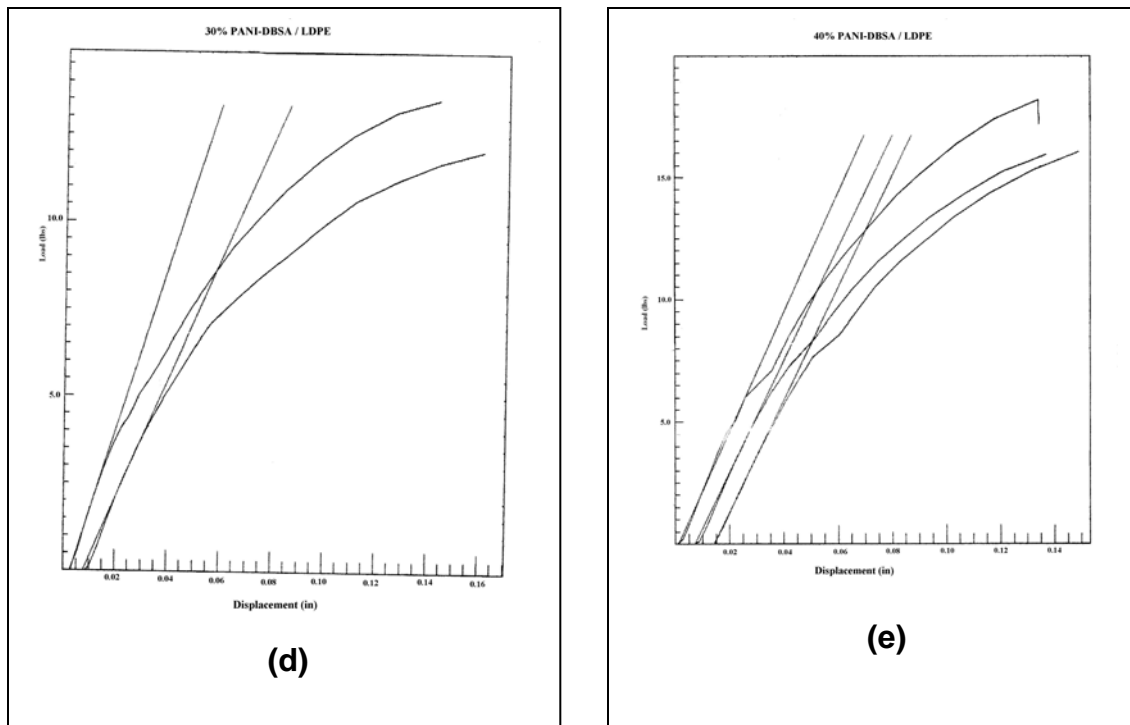 30% PANI-DBSA / LDPE
Load (lbs)
10.0
5.0
0.02 0.04 0.06 0.08 0.10 0.12 0.14 0.16
Displacement (in)
(d)
40% PANI-DBSA / LDPE
Load (lbs)
15.0
10.0
5.0
0.02 0.04 0.06 0.08 0.10 0.12 0.14
Displacement (in)
(e)